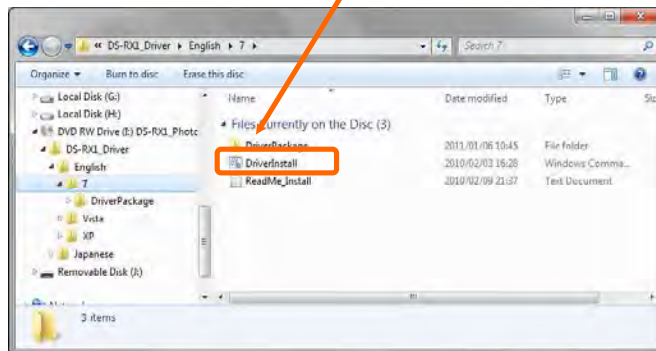 « DS-RX1_Driver ▸ English ▸ 7 ▸
Search 7
Organize ▾ Burn to disc Erase this disc
Local Disk (G:)
Local Disk (H:)
DVD RW Drive (I:) DS-RX1_Photo
DS-RX1_Driver
English
7
DriverPackage
Vista
XP
Japanese
Removable Disk (J:)
Name Date modified Type
Files Currently on the Disc (3)
DriverPackage 2011/01/06 10:45 File folder
DriverInstall 2010/02/03 16:28 Windows Comma...
ReadMe_Install 2010/02/09 21:37 Text Document
3 items